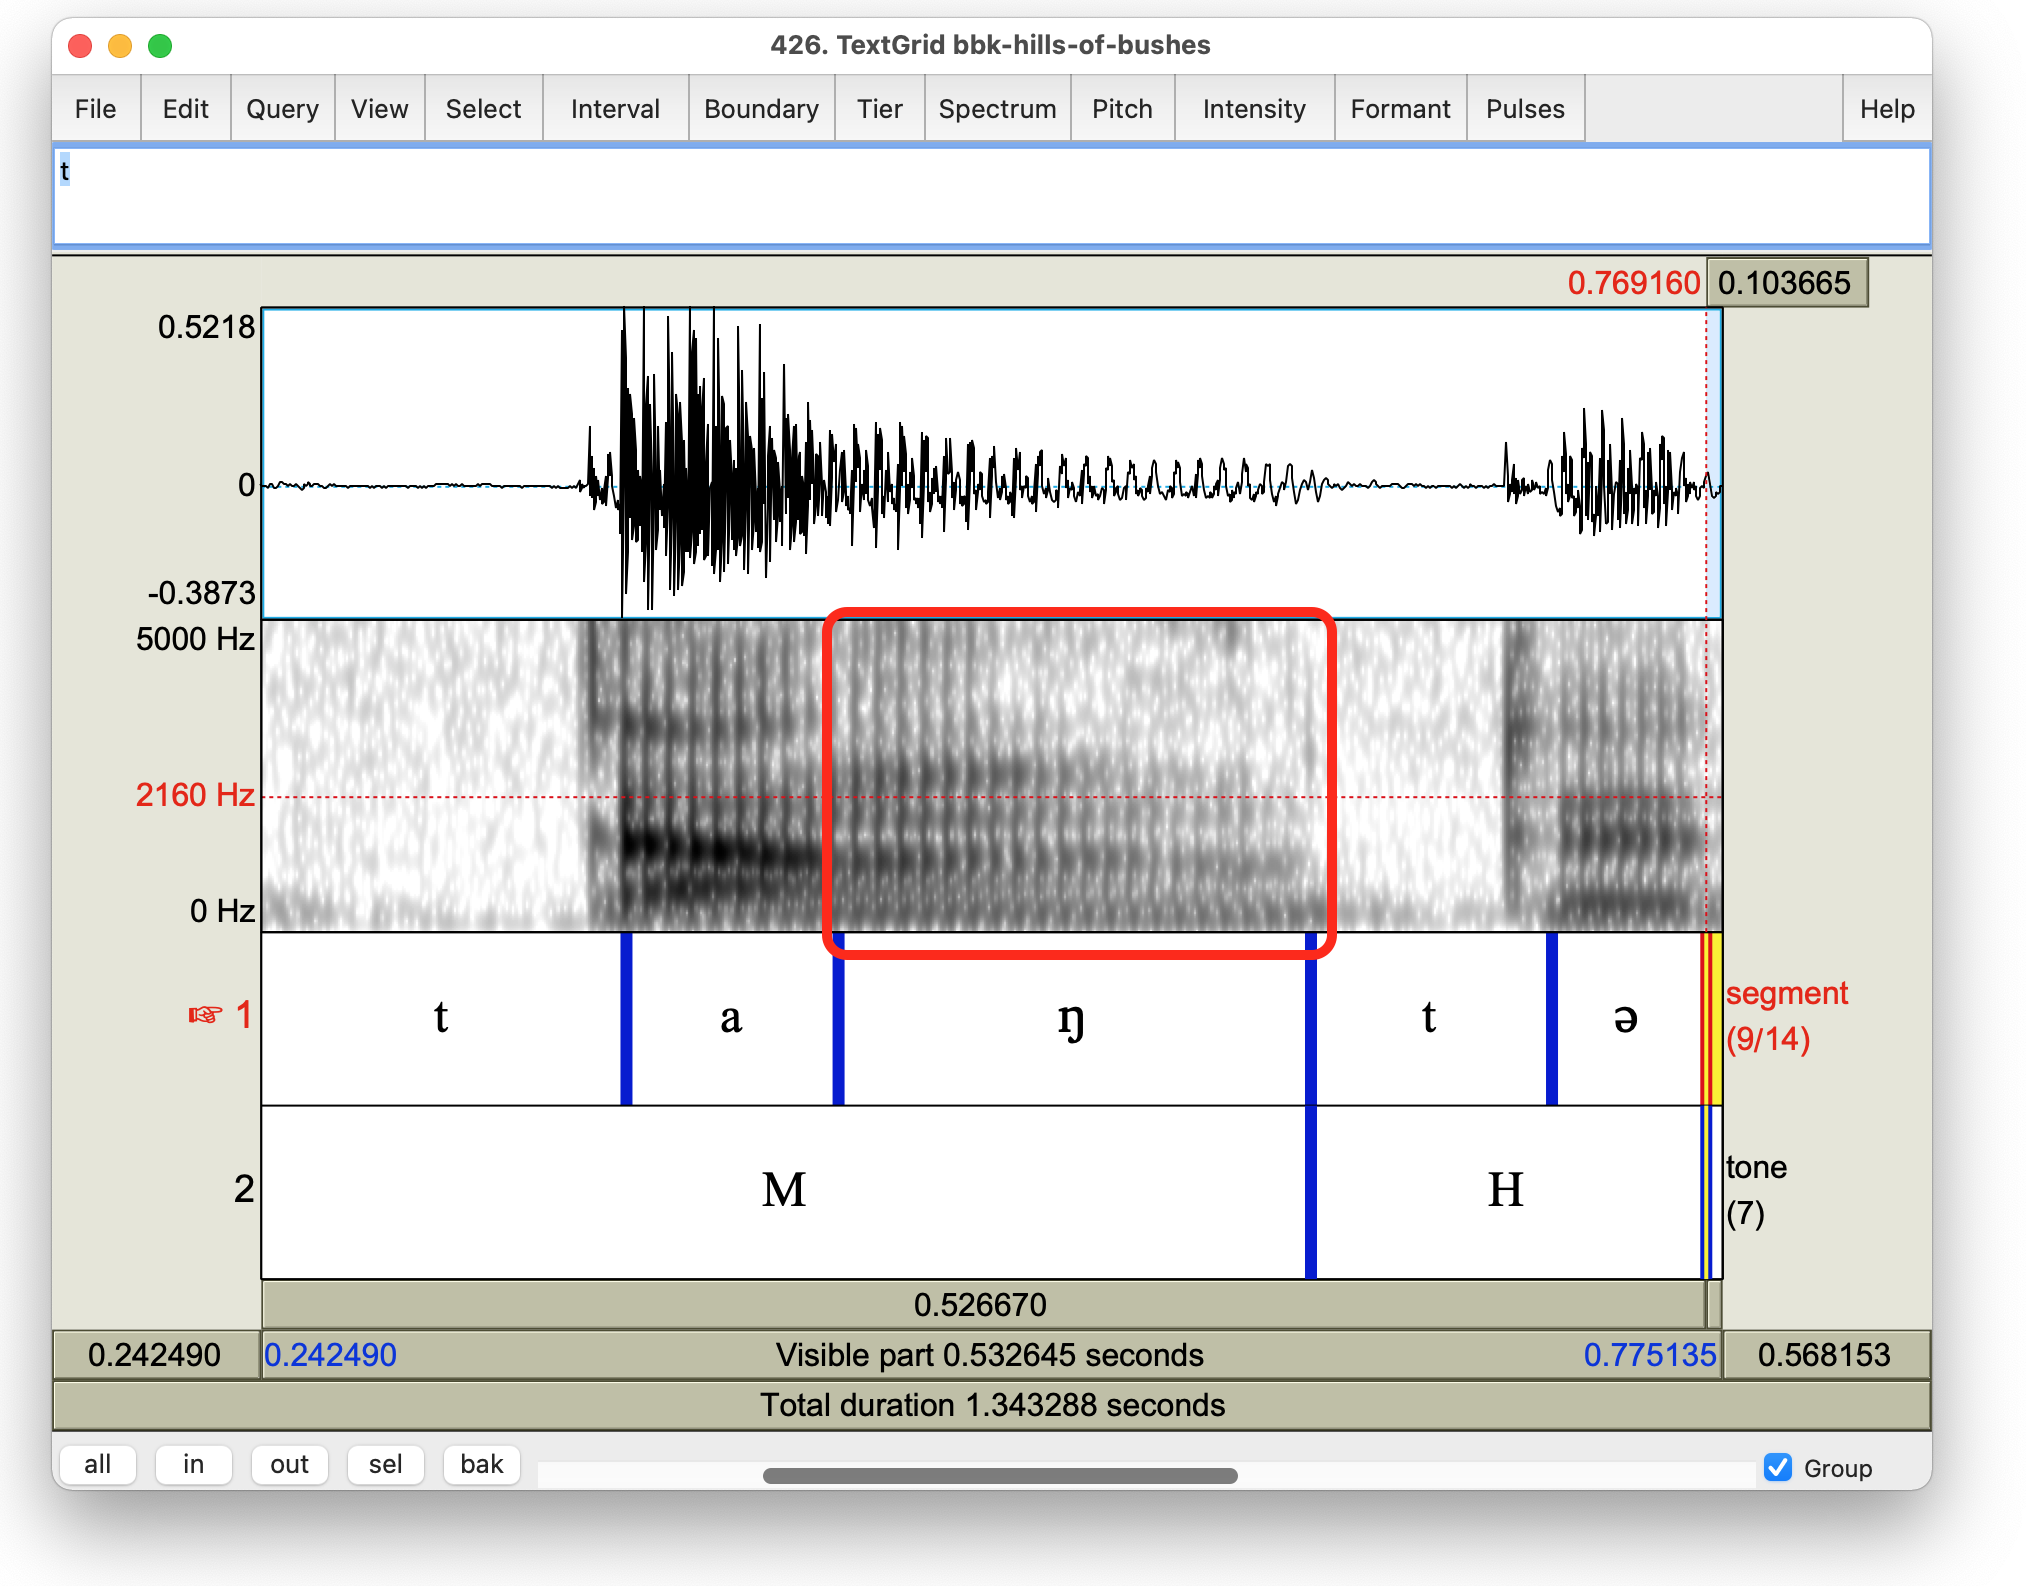 426. TextGrid bbk-hills-of-bushes
File Edit Query View Select Interval Boundary Tier Spectrum Pitch Intensity Formant Pulses Help
t
0.769160 0.103665
0.5218
0
-0.3873
5000 Hz
2160 Hz
0 Hz
☞ 1 t a ŋ t ə segment
(9/14)
2 M H tone
(7)
0.526670
0.242490 0.242490 Visible part 0.532645 seconds 0.775135 0.568153
Total duration 1.343288 seconds
all in out sel bak Group